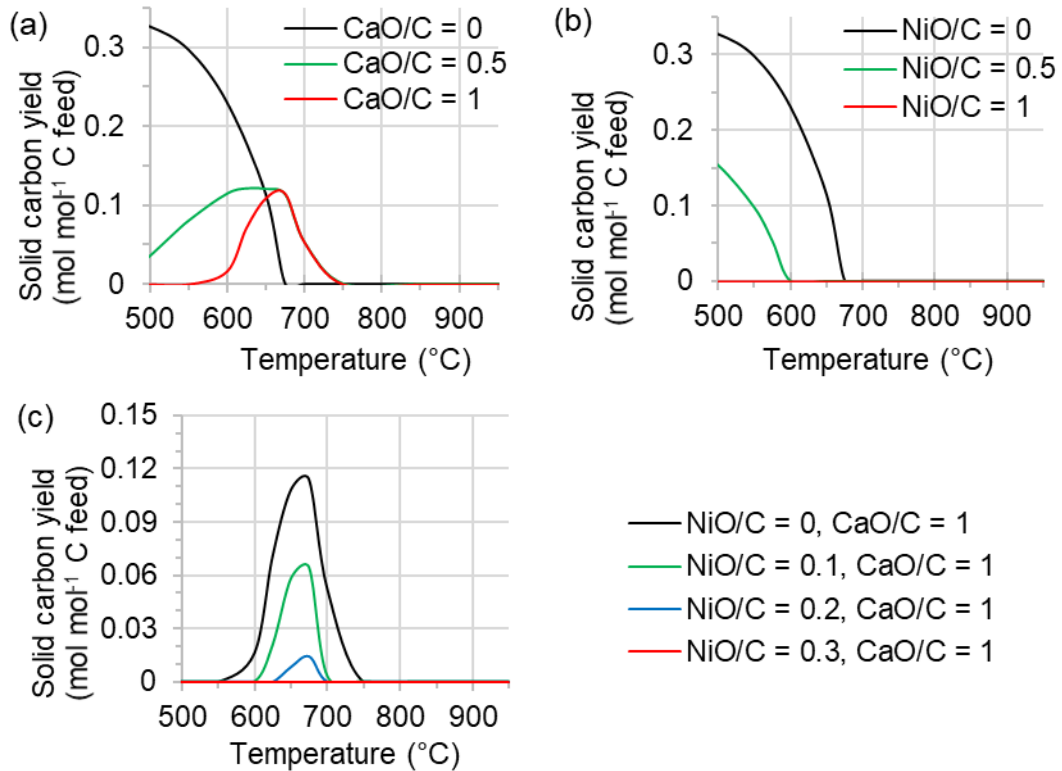 (a)
CaO/C = 0
CaO/C = 0.5
CaO/C = 1
Solid carbon yield
(mol mol⁻¹ C feed)
0.3
0.2
0.1
0
500 600 700 800 900
Temperature (°C)
(b)
NiO/C = 0
NiO/C = 0.5
NiO/C = 1
Solid carbon yield
(mol mol⁻¹ C feed)
0.3
0.2
0.1
0
500 600 700 800 900
Temperature (°C)
(c)
Solid carbon yield
(mol mol⁻¹ C feed)
0.15
0.12
0.09
0.06
0.03
0
500 600 700 800 900
Temperature (°C)
NiO/C = 0, CaO/C = 1
NiO/C = 0.1, CaO/C = 1
NiO/C = 0.2, CaO/C = 1
NiO/C = 0.3, CaO/C = 1